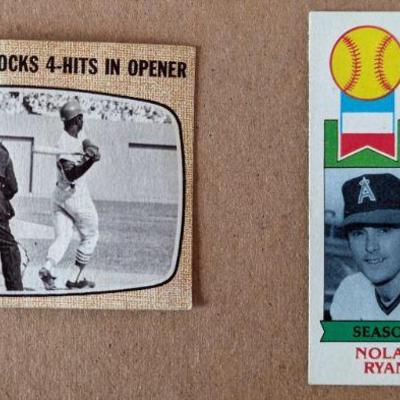 OCKS 4-HITS IN OPENER
A
SEASO
NOLA
RYAN